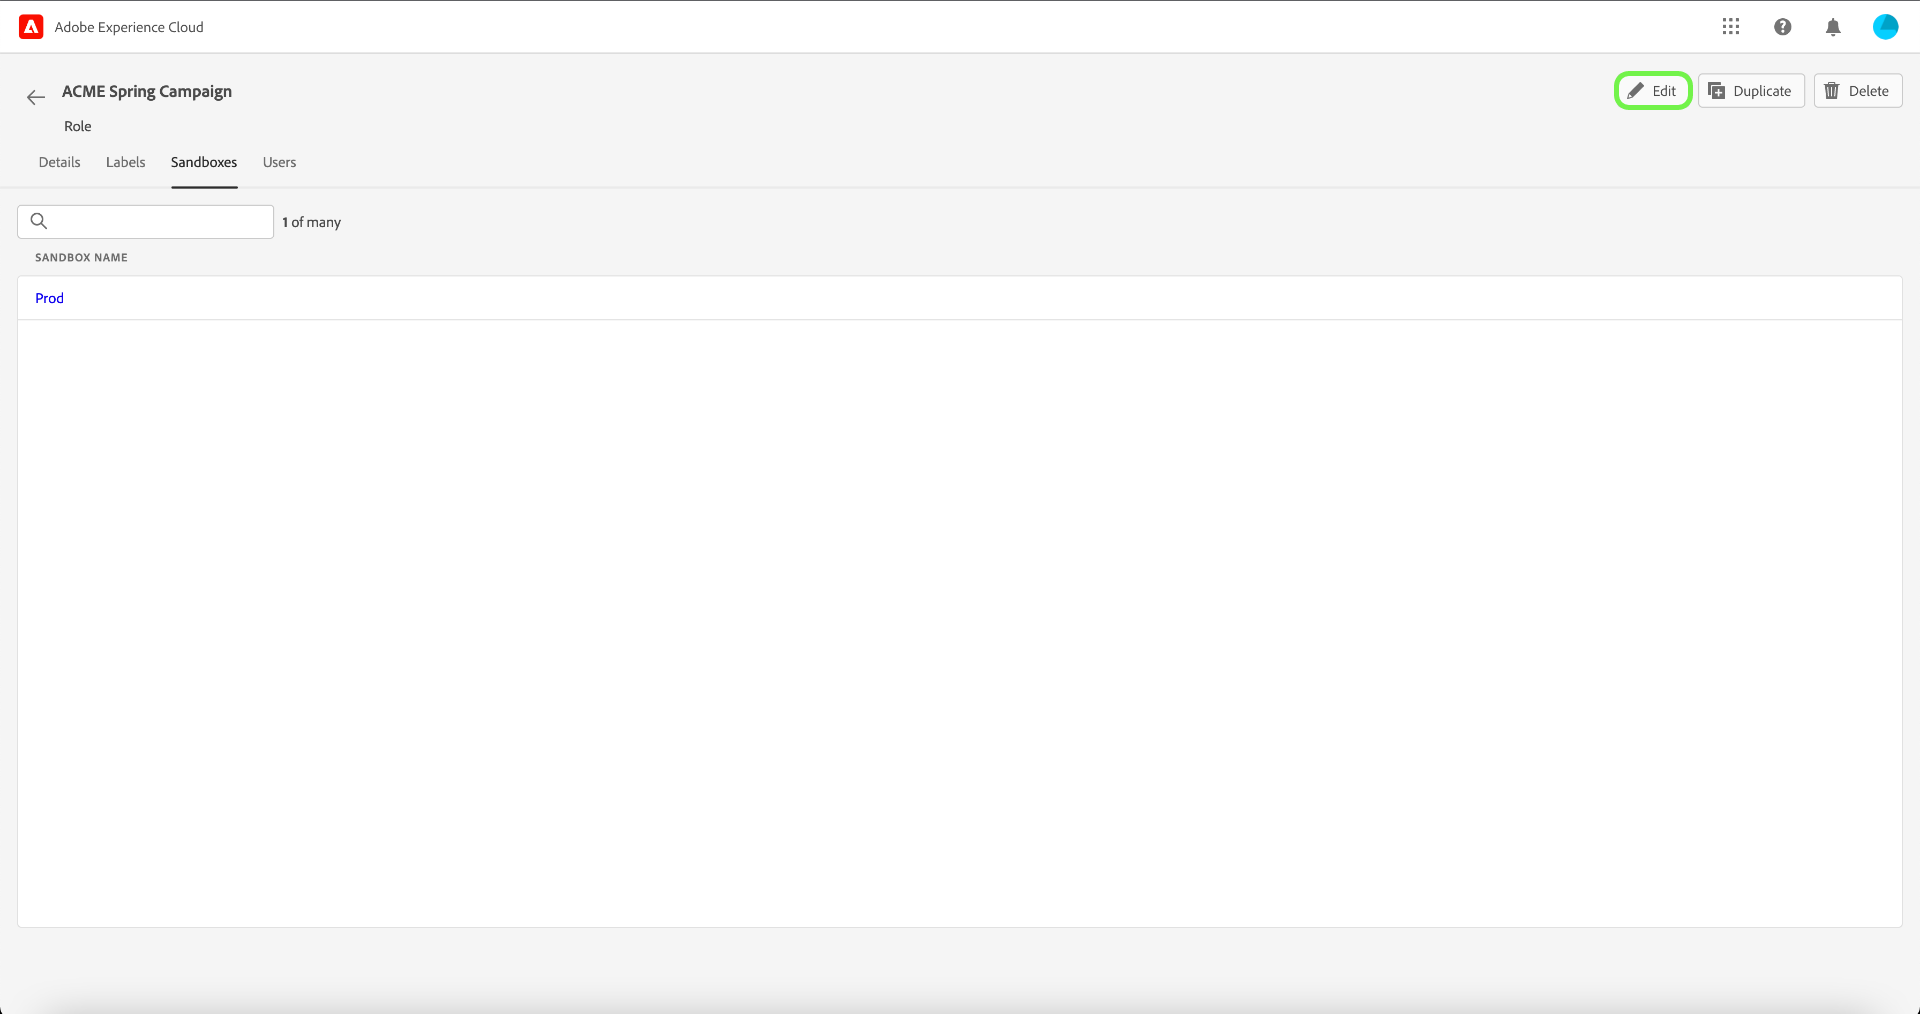 Adobe Experience Cloud
ACME Spring Campaign
Edit
Duplicate
Delete
Role
Details Labels Sandboxes Users
1 of many
SANDBOX NAME
Prod